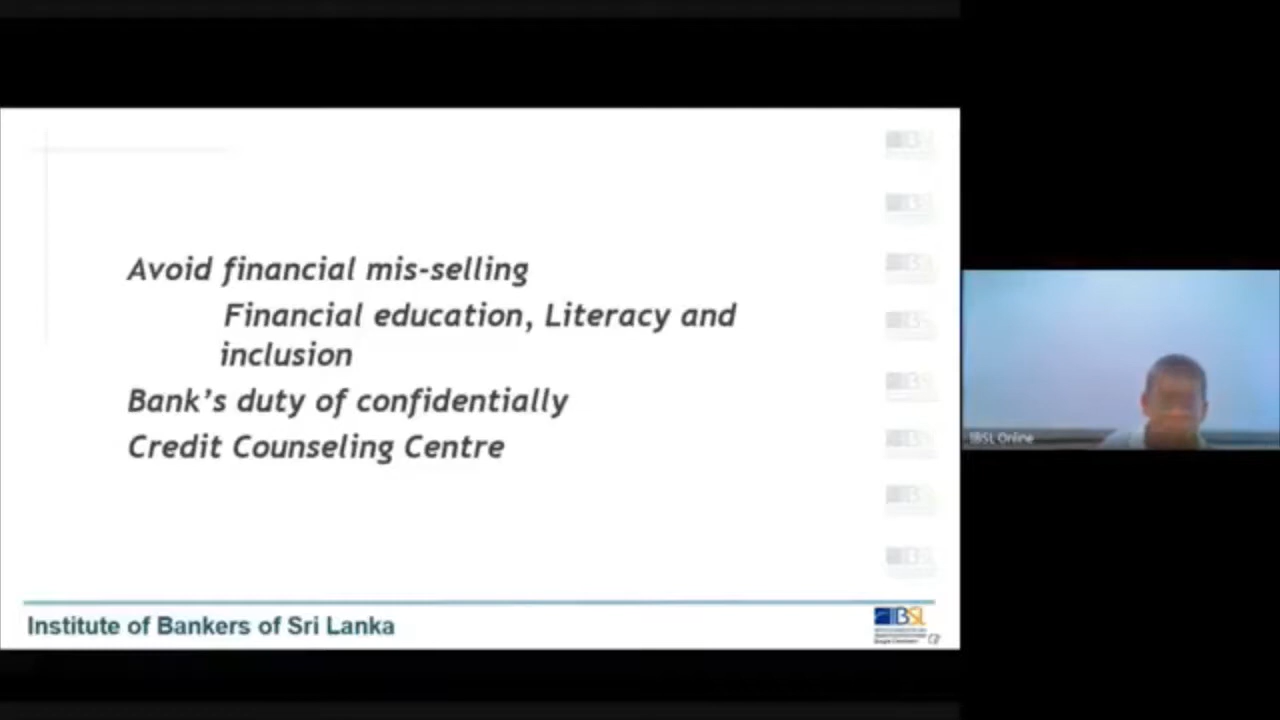 Avoid financial mis-selling
Financial education, Literacy and
inclusion
Bank's duty of confidentially
Credit Counseling Centre
Institute of Bankers of Sri Lanka
IBSL
IBSL Online